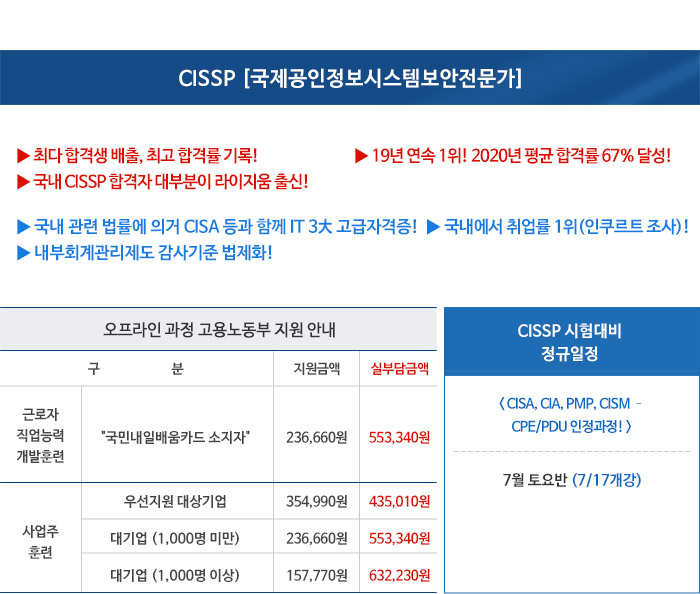 CISSP [국제공인정보시스템보안전문가]
▶ 최다 합격생 배출, 최고 합격률 기록!
▶ 19년 연속 1위! 2020년 평균 합격률 67% 달성!
▶ 국내 CISSP 합격자 대부분이 라이지움 출신!
▶ 국내 관련 법률에 의거 CISA 등과 함께 IT 3大 고급자격증!
▶ 국내에서 취업률 1위(인쿠르트 조사)!
▶ 내부회계관리제도 감사기준 법제화!
오프라인 과정 고용노동부 지원 안내
구 분 지원금액 실부담금액
근로자
직업능력
개발훈련
"국민내일배움카드 소지자" 236,660원 553,340원
사업주
훈련
우선지원 대상기업 354,990원 435,010원
대기업 (1,000명 미만) 236,660원 553,340원
대기업 (1,000명 이상) 157,770원 632,230원
CISSP 시험대비
정규일정
< CISA, CIA, PMP, CISM -
CPE/PDU 인정과정! >
7월 토요반 (7/17개강)